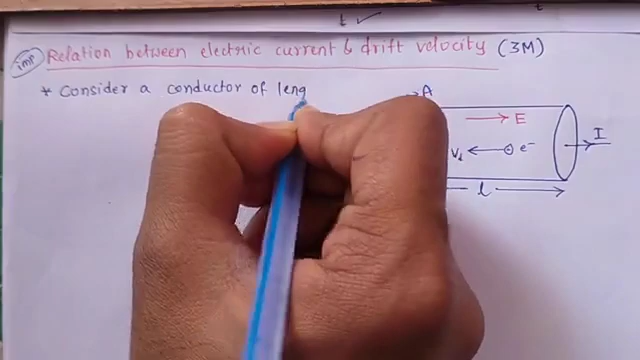 t ✓ t
imp Relation between electric current & drift velocity (3M)
* Consider a conductor of leng
A
E
I
Vd e⁻
l